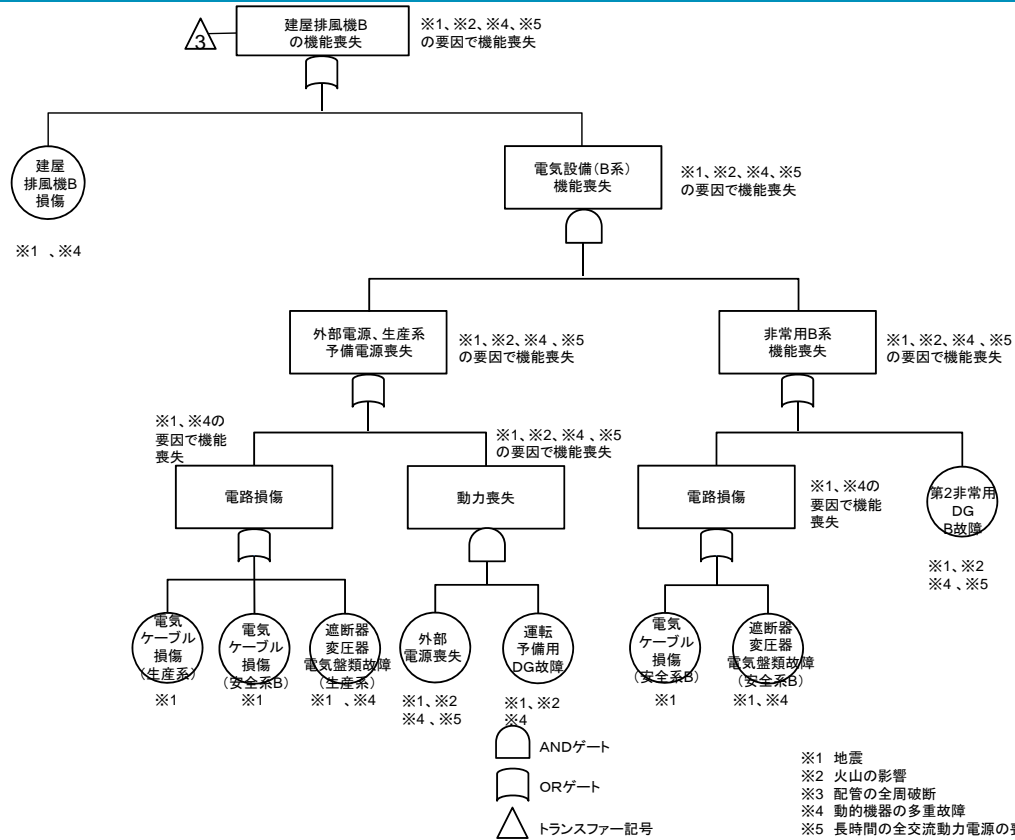 建屋排風機B
の機能喪失
※1、※2、※4、※5
の要因で機能喪失
3
建屋
排風機B
損傷
※1 、※4
電気設備(B系)
機能喪失
※1、※2、※4、※5
の要因で機能喪失
外部電源、生産系
予備電源喪失
※1、※2、※4 、※5
の要因で機能喪失
非常用B系
機能喪失
※1、※2、※4 、※5
の要因で機能喪失
※1、※4の
要因で機能
喪失
電路損傷
※1、※2、※4 、※5
の要因で機能喪失
動力喪失
電路損傷
※1、※4の
要因で機能
喪失
第2非常用
DG
B故障
※1、※2
※4 、※5
電気
ケーブル
損傷
(生産系)
※1
電気
ケーブル
損傷
(安全系B)
※1
遮断器
変圧器
電気盤類故障
(生産系)
※1 、※4
外部
電源喪失
※1、※2
※4 、※5
運転
予備用
DG故障
※1、※2
※4
電気
ケーブル
損傷
(安全系B)
※1
遮断器
変圧器
電気盤類故障
(安全系B)
※1、※4
ANDゲート
ORゲート
トランスファー記号
※1 地震
※2 火山の影響
※3 配管の全周破断
※4 動的機器の多重故障
※5 長時間の全交流動力電源の